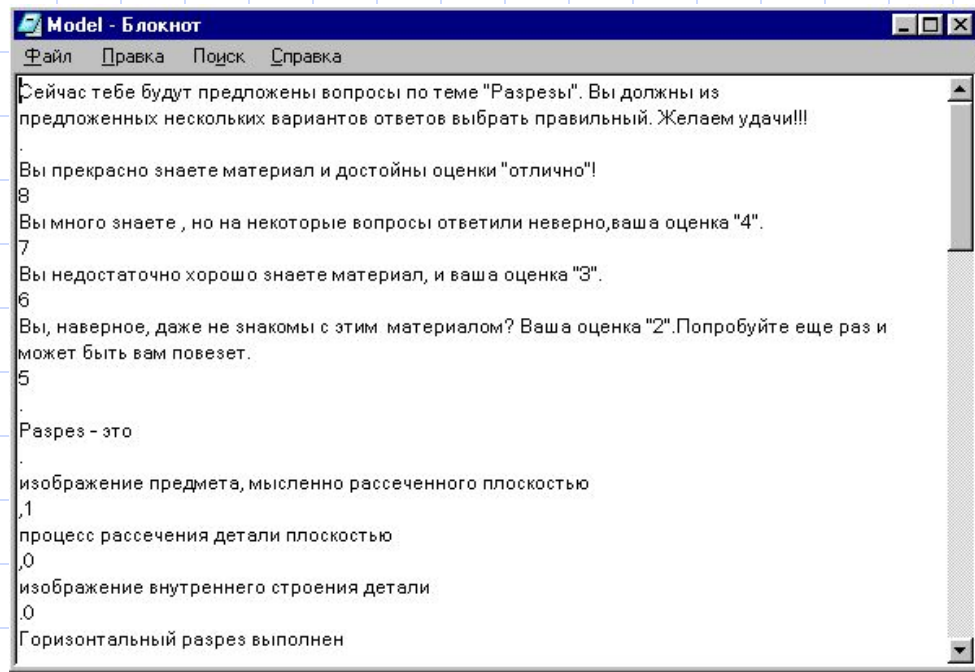 Model - Блокнот
Файл Правка Поиск Справка
Сейчас тебе будут предложены вопросы по теме "Разрезы". Вы должны из
предложенных нескольких вариантов ответов выбрать правильный. Желаем удачи!!!
.
Вы прекрасно знаете материал и достойны оценки "отлично"!
8
Вы много знаете , но на некоторые вопросы ответили неверно,ваша оценка "4".
7
Вы недостаточно хорошо знаете материал, и ваша оценка "3".
6
Вы, наверное, даже не знакомы с этим материалом? Ваша оценка "2".Попробуйте еще раз и
может быть вам повезет.
5
.
Разрез - это
.
изображение предмета, мысленно рассеченного плоскостью
,1
процесс рассечения детали плоскостью
,0
изображение внутреннего строения детали
.0
Горизонтальный разрез выполнен